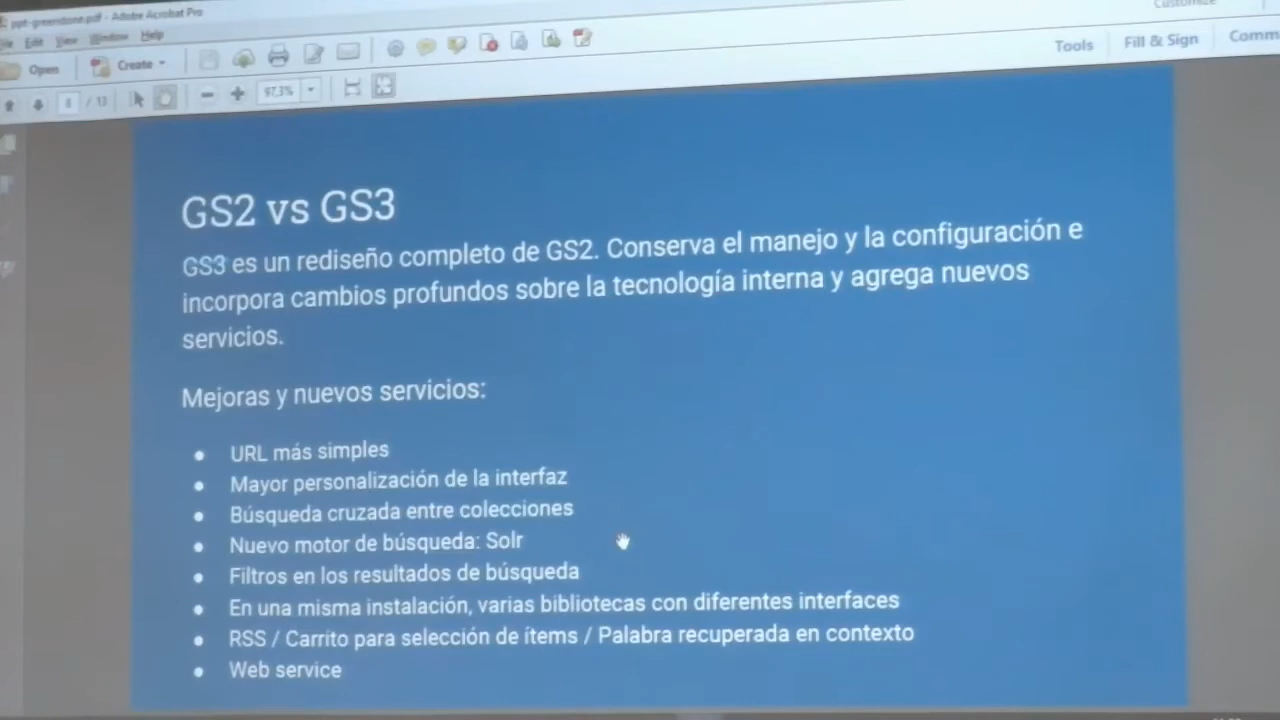 ppt-greenstone.pdf - Adobe Acrobat Pro
Edit View Window Help
Customize
Open Create
Tools Fill & Sign Comm
8 / 13 97,3%
GS2 vs GS3
GS3 es un rediseño completo de GS2. Conserva el manejo y la configuración e
incorpora cambios profundos sobre la tecnología interna y agrega nuevos
servicios.
Mejoras y nuevos servicios:
● URL más simples
● Mayor personalización de la interfaz
● Búsqueda cruzada entre colecciones
● Nuevo motor de búsqueda: Solr
● Filtros en los resultados de búsqueda
● En una misma instalación, varias bibliotecas con diferentes interfaces
● RSS / Carrito para selección de ítems / Palabra recuperada en contexto
● Web service